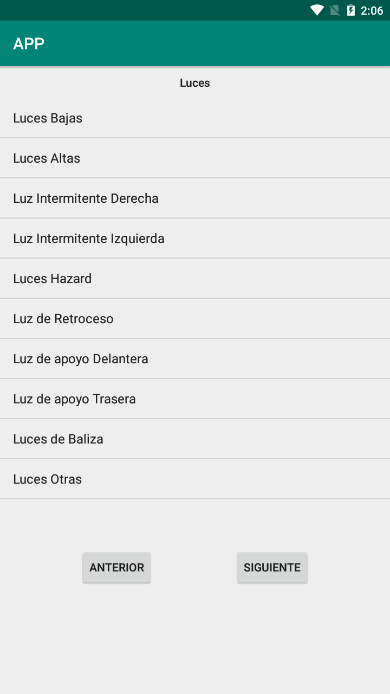 2:06
APP
Luces
Luces Bajas
Luces Altas
Luz Intermitente Derecha
Luz Intermitente Izquierda
Luces Hazard
Luz de Retroceso
Luz de apoyo Delantera
Luz de apoyo Trasera
Luces de Baliza
Luces Otras
ANTERIOR SIGUIENTE